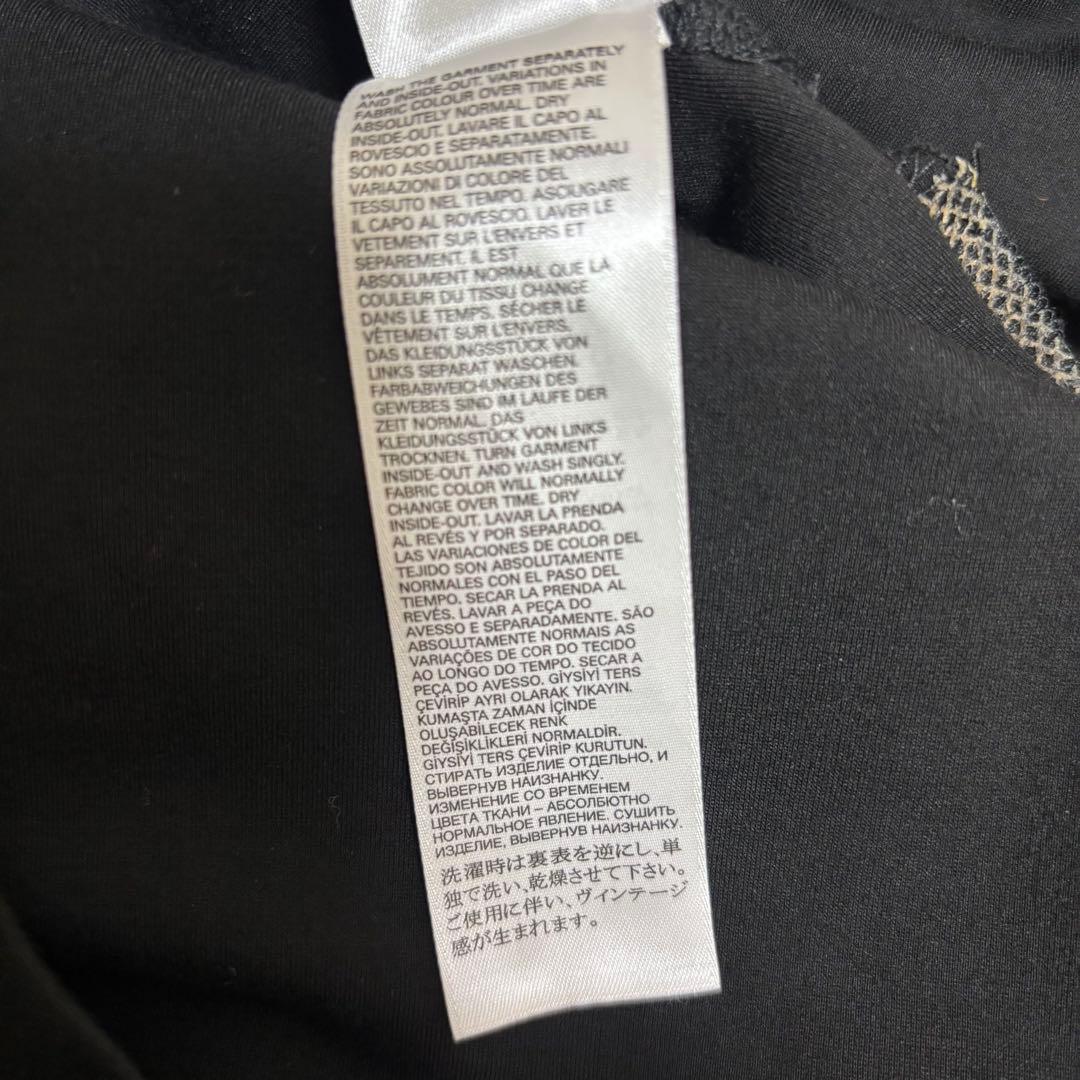 WASH THE GARMENT SEPARATELY
AND INSIDE-OUT. VARIATIONS IN
FABRIC COLOUR OVER TIME ARE
ABSOLUTELY NORMAL. DRY
INSIDE-OUT. LAVARE IL CAPO AL
ROVESCIO E SEPARATAMENTE.
SONO ASSOLUTAMENTE NORMALI
VARIAZIONI DI COLORE DEL
TESSUTO NEL TEMPO. ASCIUGARE
IL CAPO AL ROVESCIO. LAVER LE
VETEMENT SUR L'ENVERS ET
SEPAREMENT. IL EST
ABSOLUMENT NORMAL QUE LA
COULEUR DU TISSU CHANGE
DANS LE TEMPS. SÉCHER LE
VÊTEMENT SUR L'ENVERS.
DAS KLEIDUNGSSTÜCK VON
LINKS SEPARAT WASCHEN.
FARBABWEICHUNGEN DES
GEWEBES SIND IM LAUFE DER
ZEIT NORMAL. DAS
KLEIDUNGSSTÜCK VON LINKS
TROCKNEN. TURN GARMENT
INSIDE-OUT AND WASH SINGLY.
FABRIC COLOR WILL NORMALLY
CHANGE OVER TIME. DRY
INSIDE-OUT. LAVAR LA PRENDA
AL REVÉS Y POR SEPARADO.
LAS VARIACIONES DE COLOR DEL
TEJIDO SON ABSOLUTAMENTE
NORMALES CON EL PASO DEL
TIEMPO. SECAR LA PRENDA AL
REVÉS. LAVAR A PEÇA DO
AVESSO E SEPARADAMENTE. SÃO
ABSOLUTAMENTE NORMAIS AS
VARIAÇÕES DE COR DO TECIDO
AO LONGO DO TEMPO. SECAR A
PEÇA DO AVESSO. GİYSİYİ TERS
ÇEVİRİP AYRI OLARAK YIKAYIN.
KUMAŞTA ZAMAN İÇİNDE
OLUŞABİLECEK RENK
DEĞİŞİKLİKLERİ NORMALDİR.
GİYSİYİ TERS ÇEVİRİP KURUTUN.
СТИРАТЬ ИЗДЕЛИЕ ОТДЕЛЬНО, И
ВЫВЕРНУВ НАИЗНАНКУ.
ИЗМЕНЕНИЕ СО ВРЕМЕНЕМ
ЦВЕТА ТКАНИ – АБСОЛБЮТНО
НОРМАЛЬНОЕ ЯВЛЕНИЕ. СУШИТЬ
ИЗДЕЛИЕ, ВЫВЕРНУВ НАИЗНАНКУ.
洗濯時は裏表を逆にし、単
独で洗い、乾燥させて下さい。
ご使用に伴い、ヴィンテージ
感が生まれます。